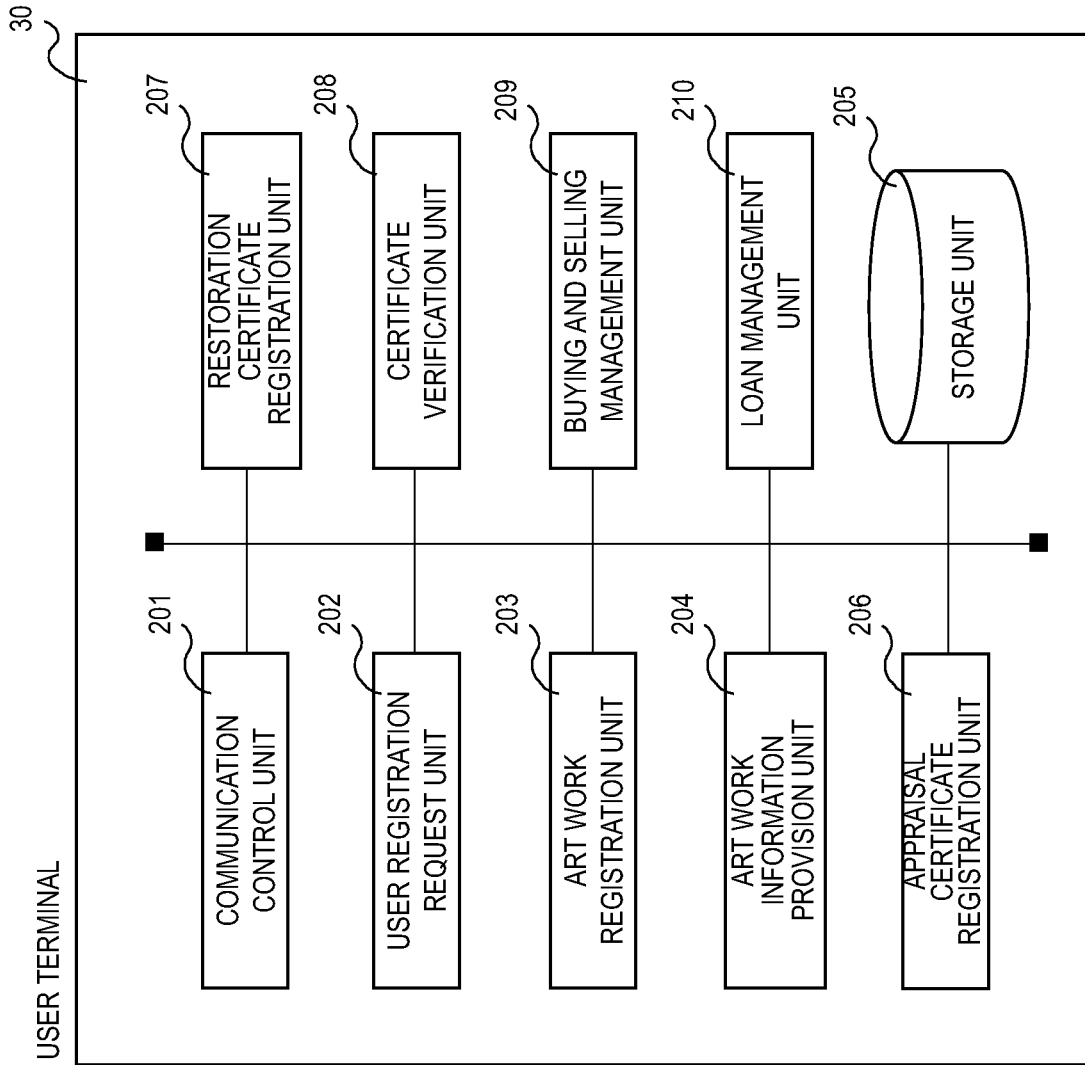 USER TERMINAL
30
201
COMMUNICATION
CONTROL UNIT
202
USER REGISTRATION
REQUEST UNIT
203
ART WORK
REGISTRATION UNIT
204
ART WORK
INFORMATION
PROVISION UNIT
206
APPRAISAL
CERTIFICATE
REGISTRATION UNIT
207
RESTORATION
CERTIFICATE
REGISTRATION UNIT
208
CERTIFICATE
VERIFICATION UNIT
209
BUYING AND SELLING
MANAGEMENT UNIT
210
LOAN MANAGEMENT
UNIT
205
STORAGE UNIT